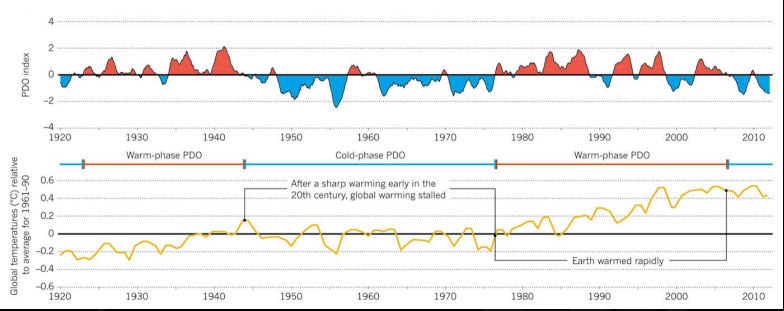 4
2
0
−2
−4
PDO index
1920 1930 1940 1950 1960 1970 1980 1990 2000 2010
Warm-phase PDO Cold-phase PDO Warm-phase PDO
Global temperatures (°C) relative
to average for 1961–90
0.6
0.4
0.2
0
−0.2
−0.4
−0.6
After a sharp warming early in the
20th century, global warming stalled
Earth warmed rapidly
1920 1930 1940 1950 1960 1970 1980 1990 2000 2010